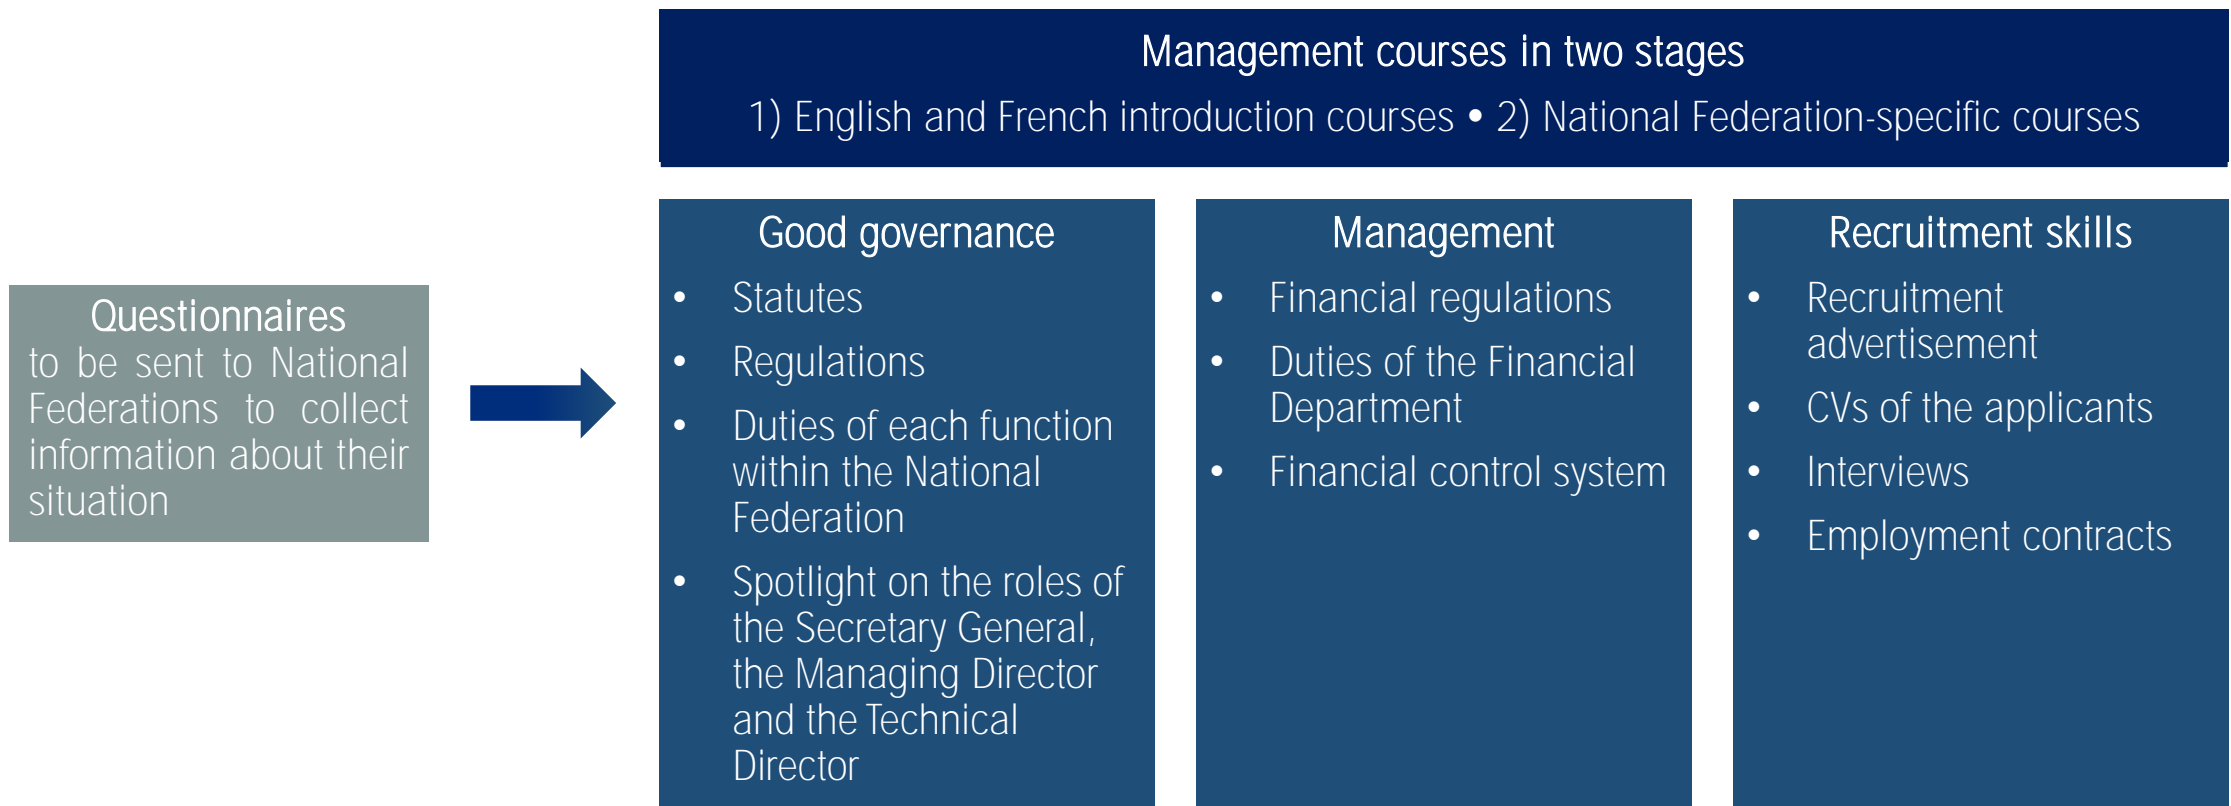 Management courses in two stages
1) English and French introduction courses • 2) National Federation-specific courses
Questionnaires
to be sent to National
Federations to collect
information about their
situation
Good governance
• Statutes
• Regulations
• Duties of each function
within the National
Federation
• Spotlight on the roles of
the Secretary General,
the Managing Director
and the Technical
Director
Management
• Financial regulations
• Duties of the Financial
Department
• Financial control system
Recruitment skills
• Recruitment
advertisement
• CVs of the applicants
• Interviews
• Employment contracts